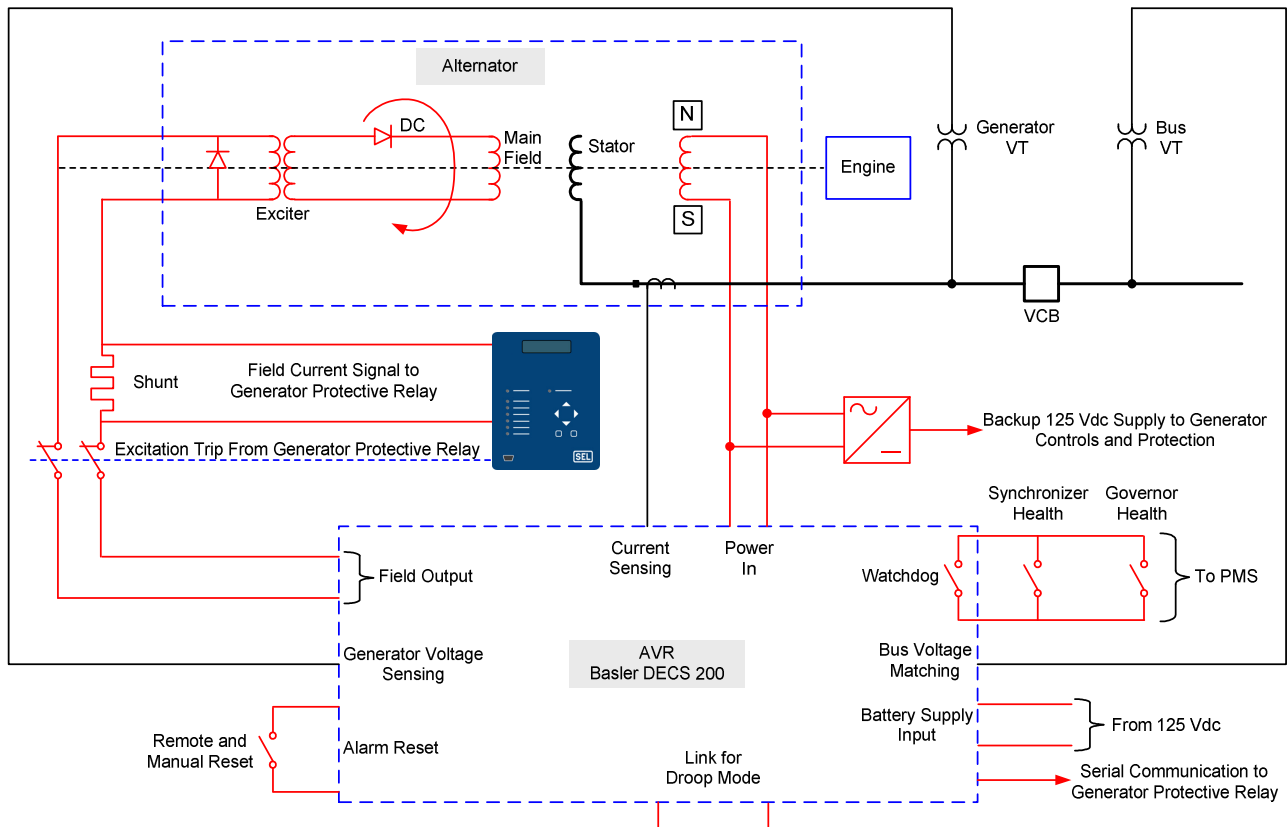 Alternator
N
DC
Main
Field
Stator
Generator
VT
Bus
VT
Engine
Exciter
S
VCB
Shunt
Field Current Signal to
Generator Protective Relay
Backup 125 Vdc Supply to Generator
Controls and Protection
Excitation Trip From Generator Protective Relay
SEL
Synchronizer
Health
Governor
Health
Current
Sensing
Power
In
Field Output
Watchdog
To PMS
Generator Voltage
Sensing
AVR
Basler DECS 200
Bus Voltage
Matching
Battery Supply
Input
From 125 Vdc
Remote and
Manual Reset
Alarm Reset
Link for
Droop Mode
Serial Communication to
Generator Protective Relay